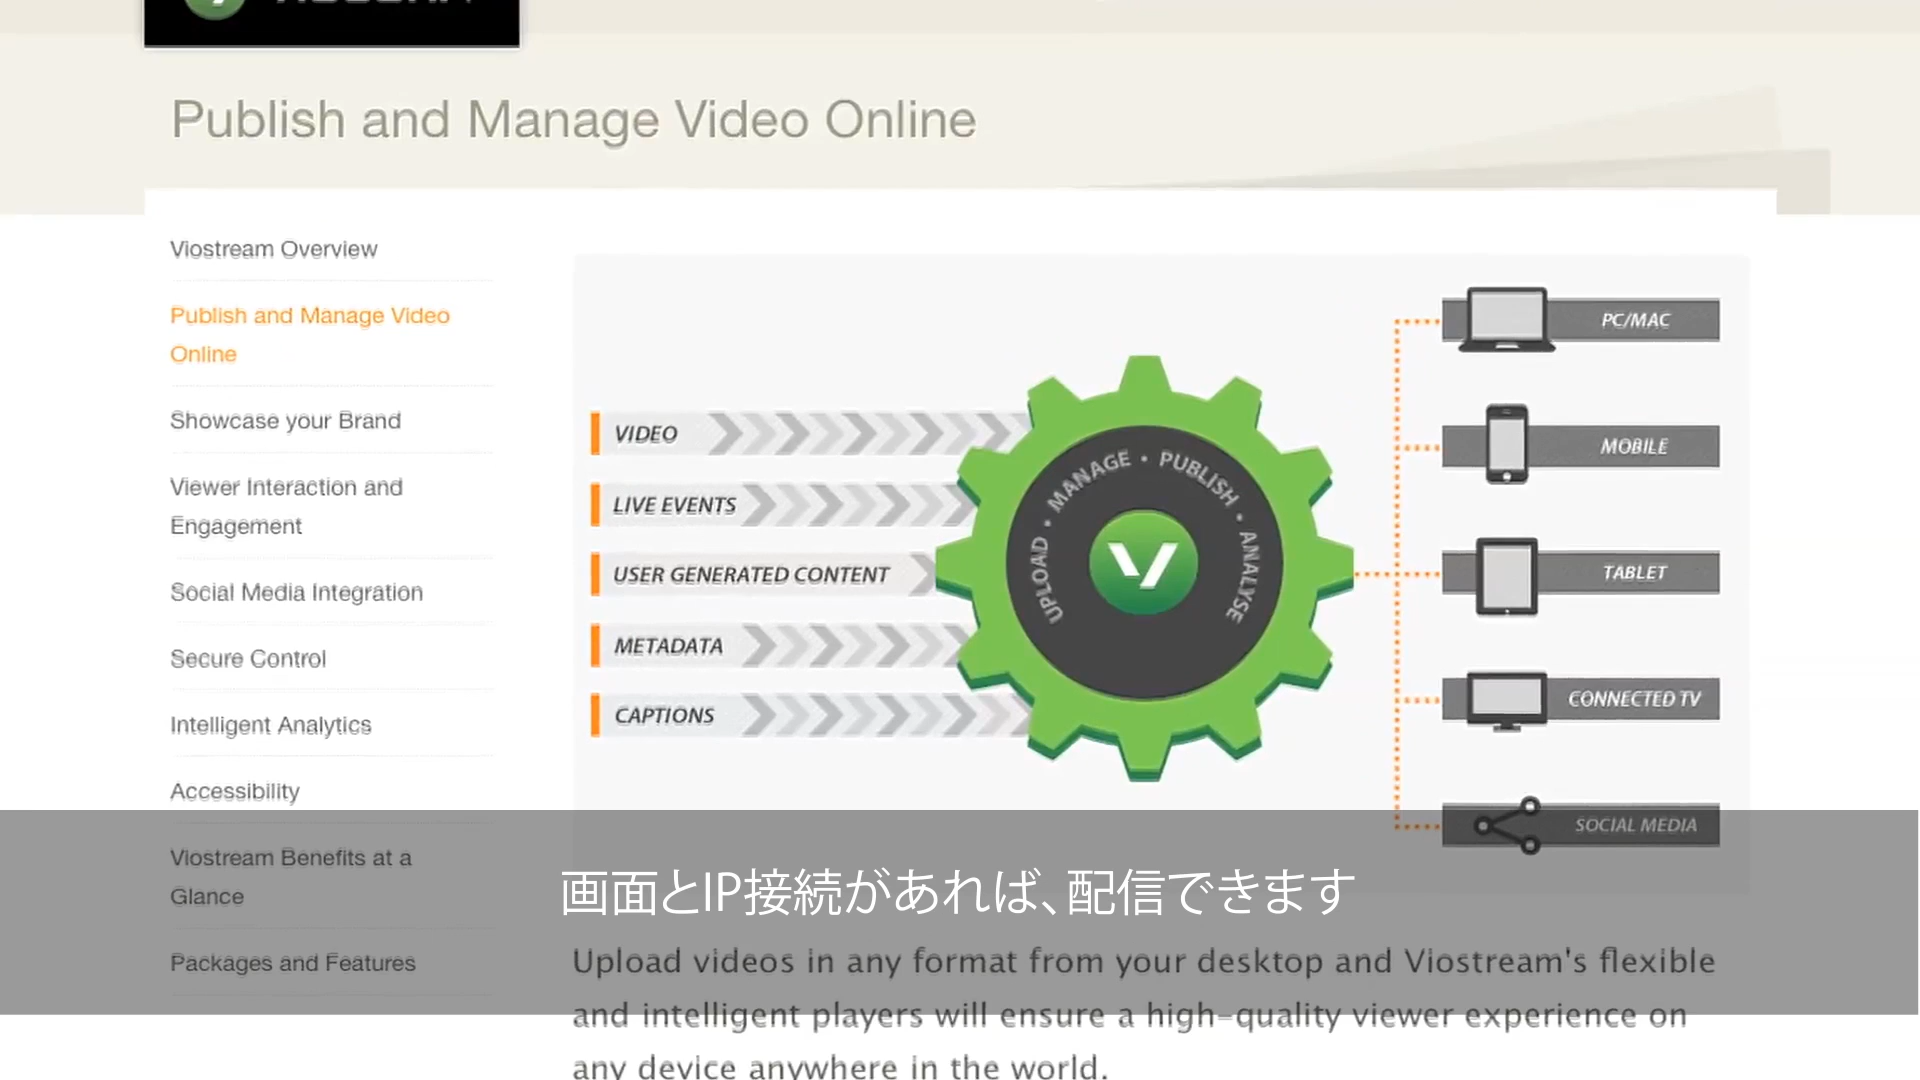 Publish and Manage Video Online
Viostream Overview
Publish and Manage Video
Online
Showcase your Brand
Viewer Interaction and
Engagement
Social Media Integration
Secure Control
Intelligent Analytics
Accessibility
Viostream Benefits at a
Glance
Packages and Features
VIDEO
LIVE EVENTS
USER GENERATED CONTENT
METADATA
CAPTIONS
UPLOAD • MANAGE • PUBLISH • ANALYSE
PC/MAC
MOBILE
TABLET
CONNECTED TV
SOCIAL MEDIA
画面とIP接続があれば、配信できます
Upload videos in any format from your desktop and Viostream's flexible
and intelligent players will ensure a high-quality viewer experience on
any device anywhere in the world.